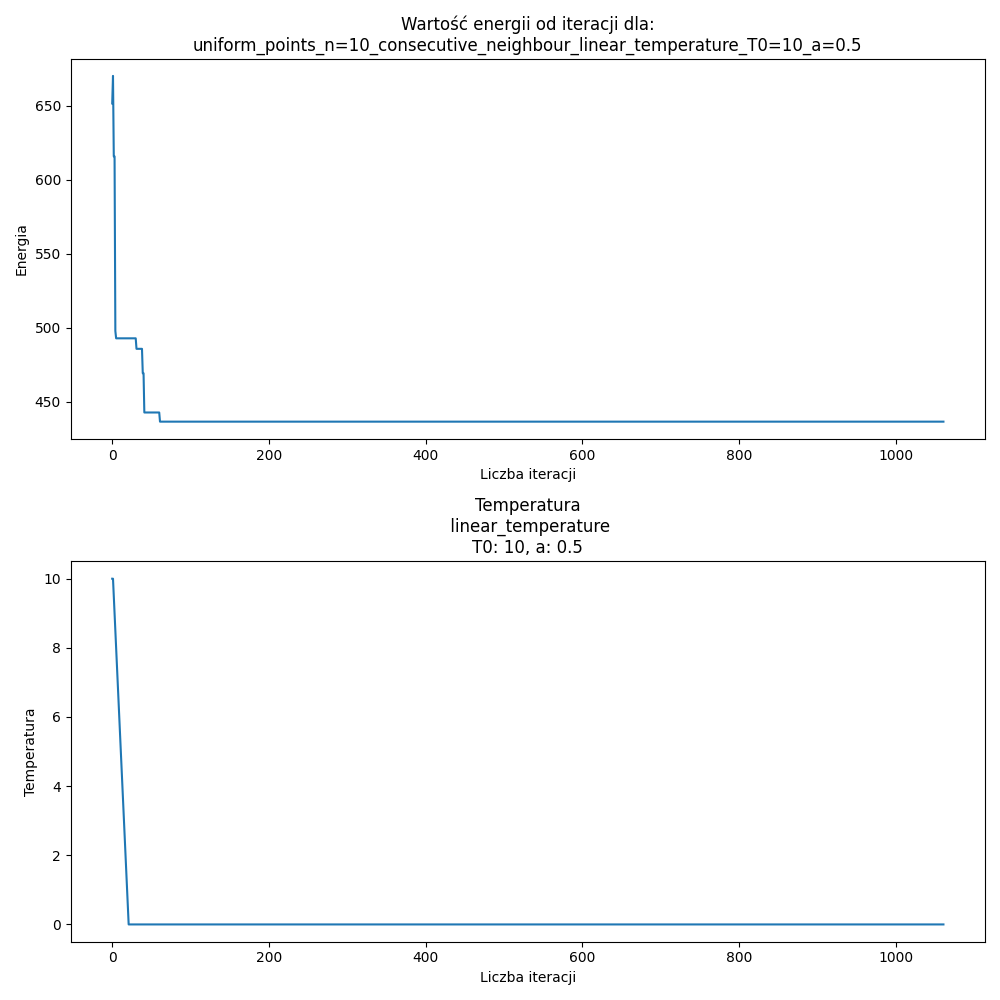 Wartość energii od iteracji dla:
uniform_points_n=10_consecutive_neighbour_linear_temperature_T0=10_a=0.5
650
600
550
500
450
Energia
0 200 400 600 800 1000
Liczba iteracji
Temperatura
linear_temperature
T0: 10, a: 0.5
10
8
6
4
2
0
Temperatura
0 200 400 600 800 1000
Liczba iteracji